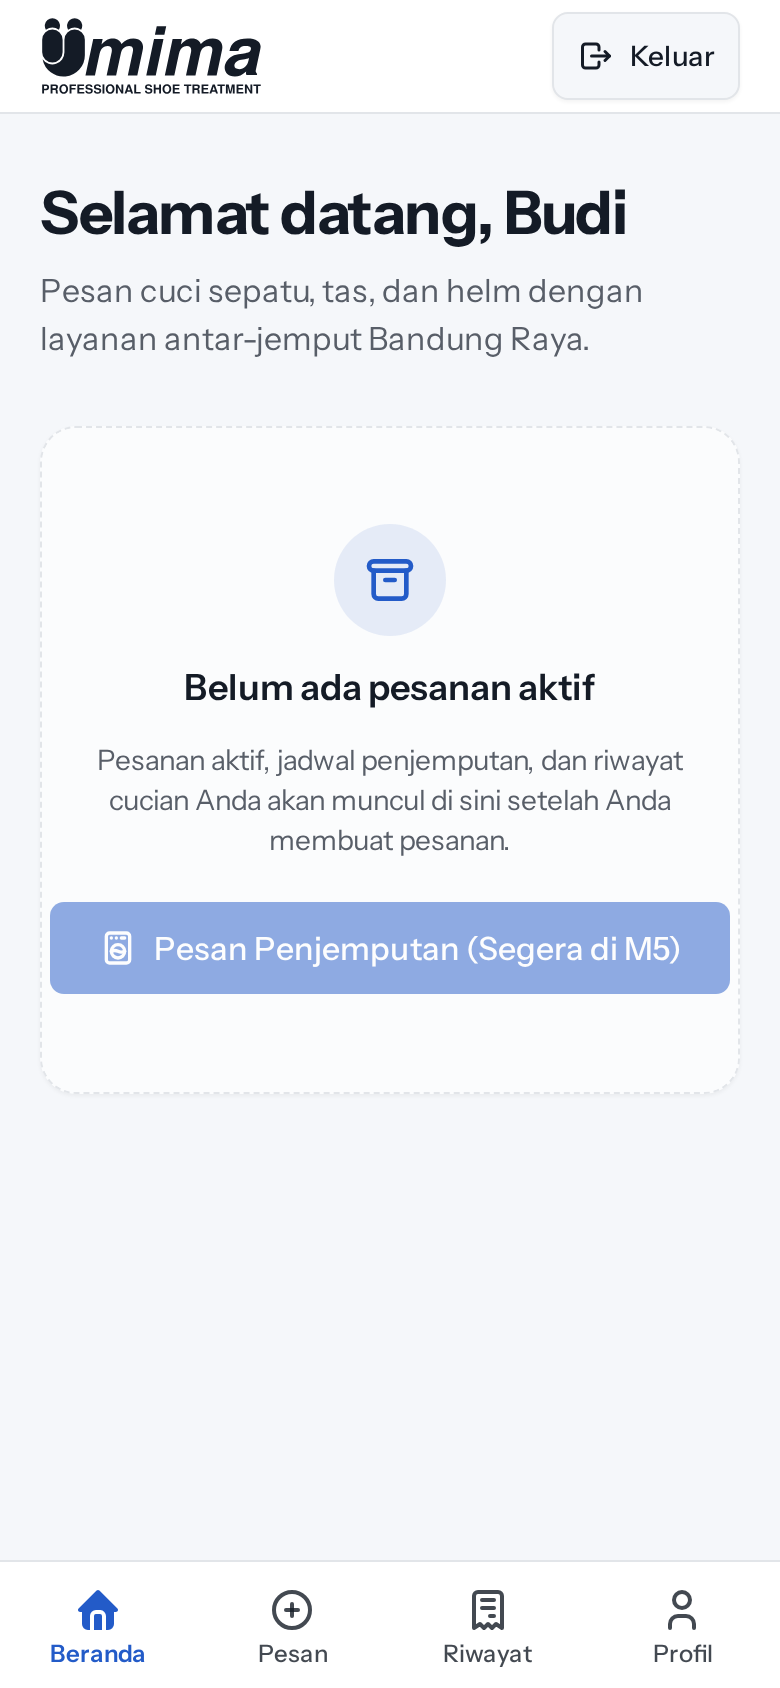 Ümima
PROFESSIONAL SHOE TREATMENT
Keluar
Selamat datang, Budi
Pesan cuci sepatu, tas, dan helm dengan
layanan antar-jemput Bandung Raya.
Belum ada pesanan aktif
Pesanan aktif, jadwal penjemputan, dan riwayat
cucian Anda akan muncul di sini setelah Anda
membuat pesanan.
Pesan Penjemputan (Segera di M5)
Beranda
Pesan
Riwayat
Profil